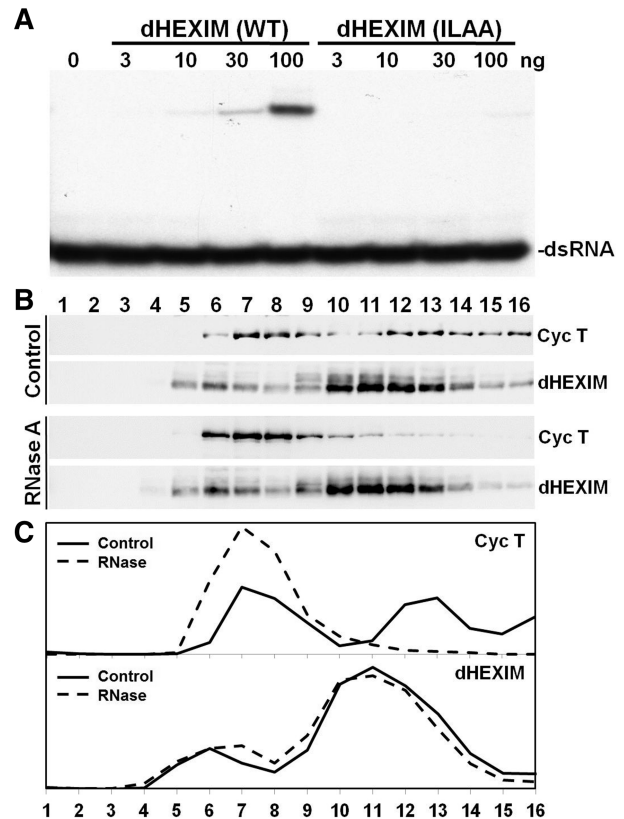 A
dHEXIM (WT) dHEXIM (ILAA)
0 3 10 30 100 3 10 30 100 ng
-dsRNA
B
1 2 3 4 5 6 7 8 9 10 11 12 13 14 15 16
Control
Cyc T
dHEXIM
RNase A
Cyc T
dHEXIM
C
Control
RNase
Cyc T
Control
RNase
dHEXIM
1 2 3 4 5 6 7 8 9 10 11 12 13 14 15 16